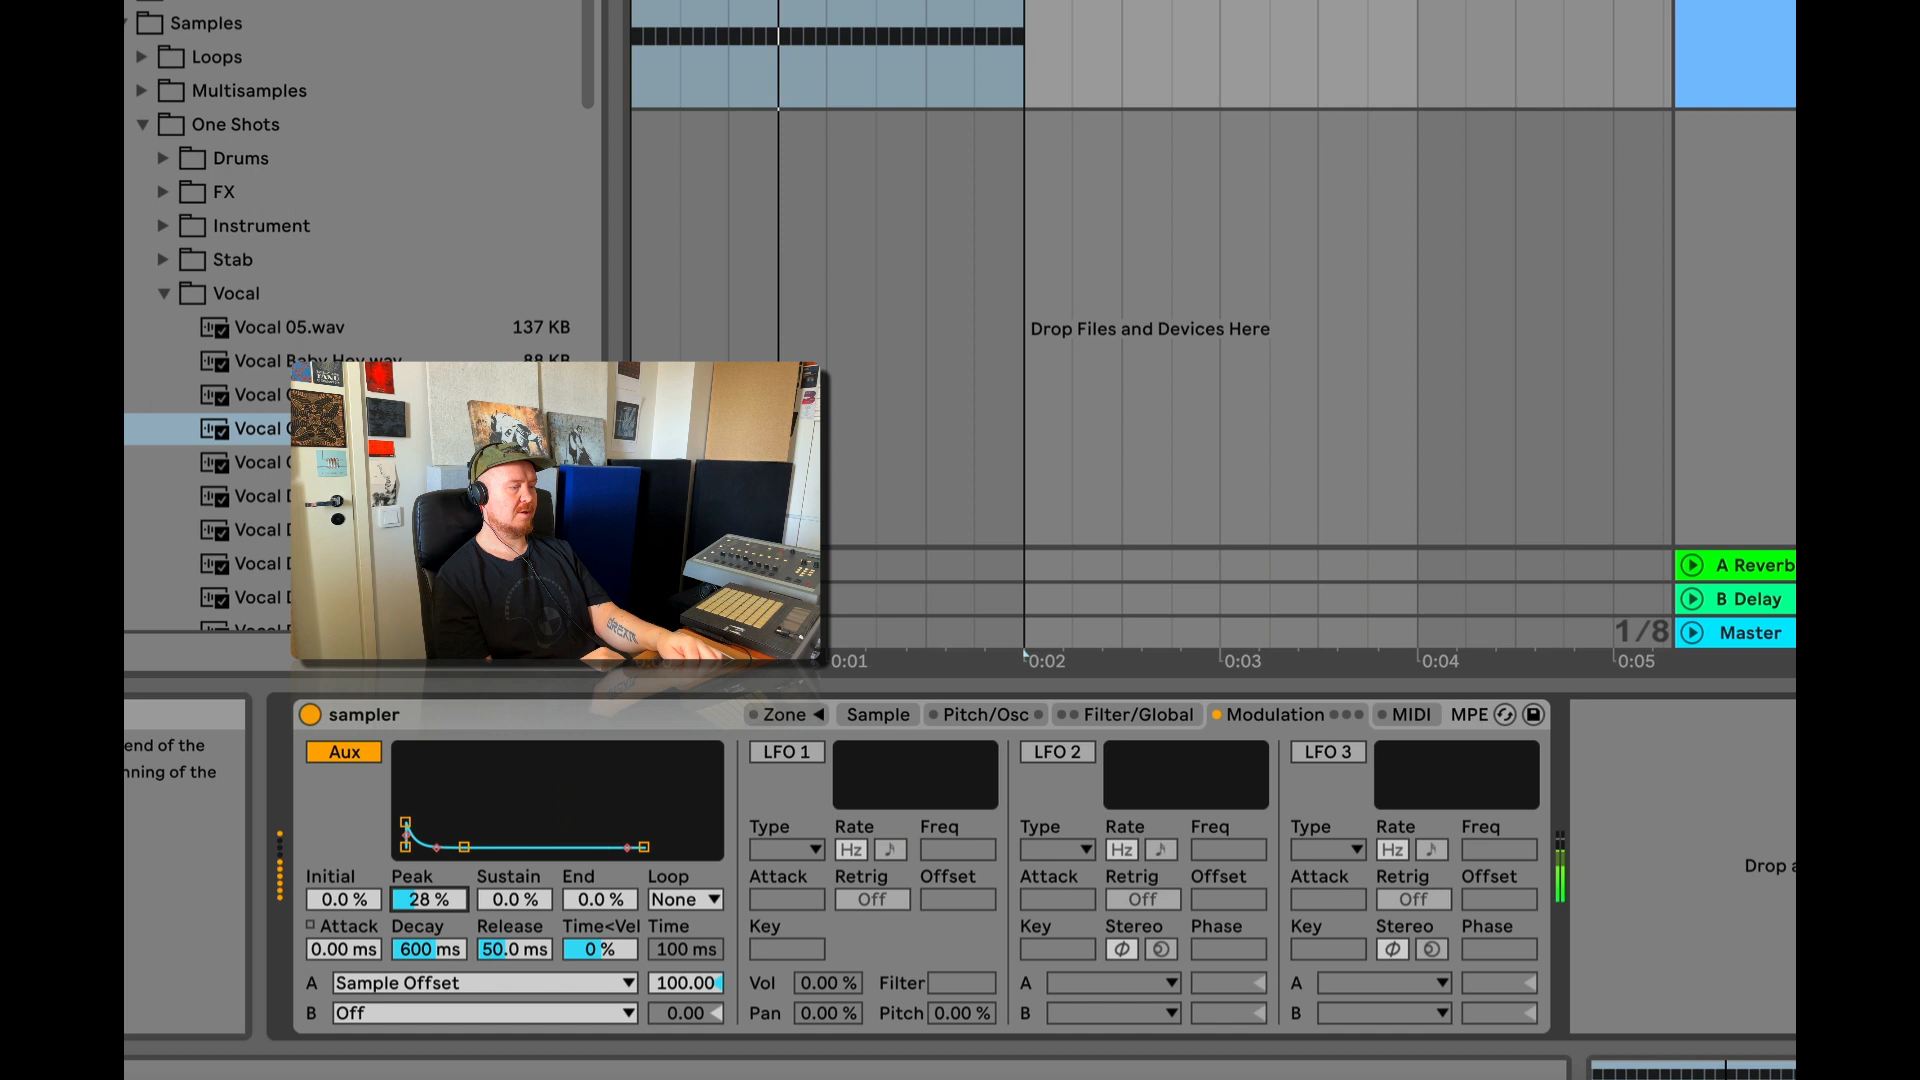 Samples
Loops
Multisamples
One Shots
Drums
FX
Instrument
Stab
Vocal
Vocal 05.wav 137 KB
Vocal Baby Hey.wav 88 KB
Vocal
Vocal
Vocal
Vocal
Vocal
Vocal
Vocal
Drop Files and Devices Here
A Reverb
B Delay
1/8 Master
0:01 0:02 0:03 0:04 0:05
end of the
nning of the
sampler Zone Sample Pitch/Osc Filter/Global Modulation MIDI MPE
Aux LFO 1 LFO 2 LFO 3
Type Rate Freq Type Rate Freq Type Rate Freq
Hz Hz Hz
Initial Peak Sustain End Loop Attack Retrig Offset Attack Retrig Offset Attack Retrig Offset
0.0 % 28 % 0.0 % 0.0 % None Off Off Off
Attack Decay Release Time<Vel Time Key Key Stereo Phase Key Stereo Phase
0.00 ms 600 ms 50.0 ms 0 % 100 ms
A Sample Offset 100.00 Vol 0.00 % Filter A A
B Off 0.00 Pan 0.00 % Pitch 0.00 % B B
Drop